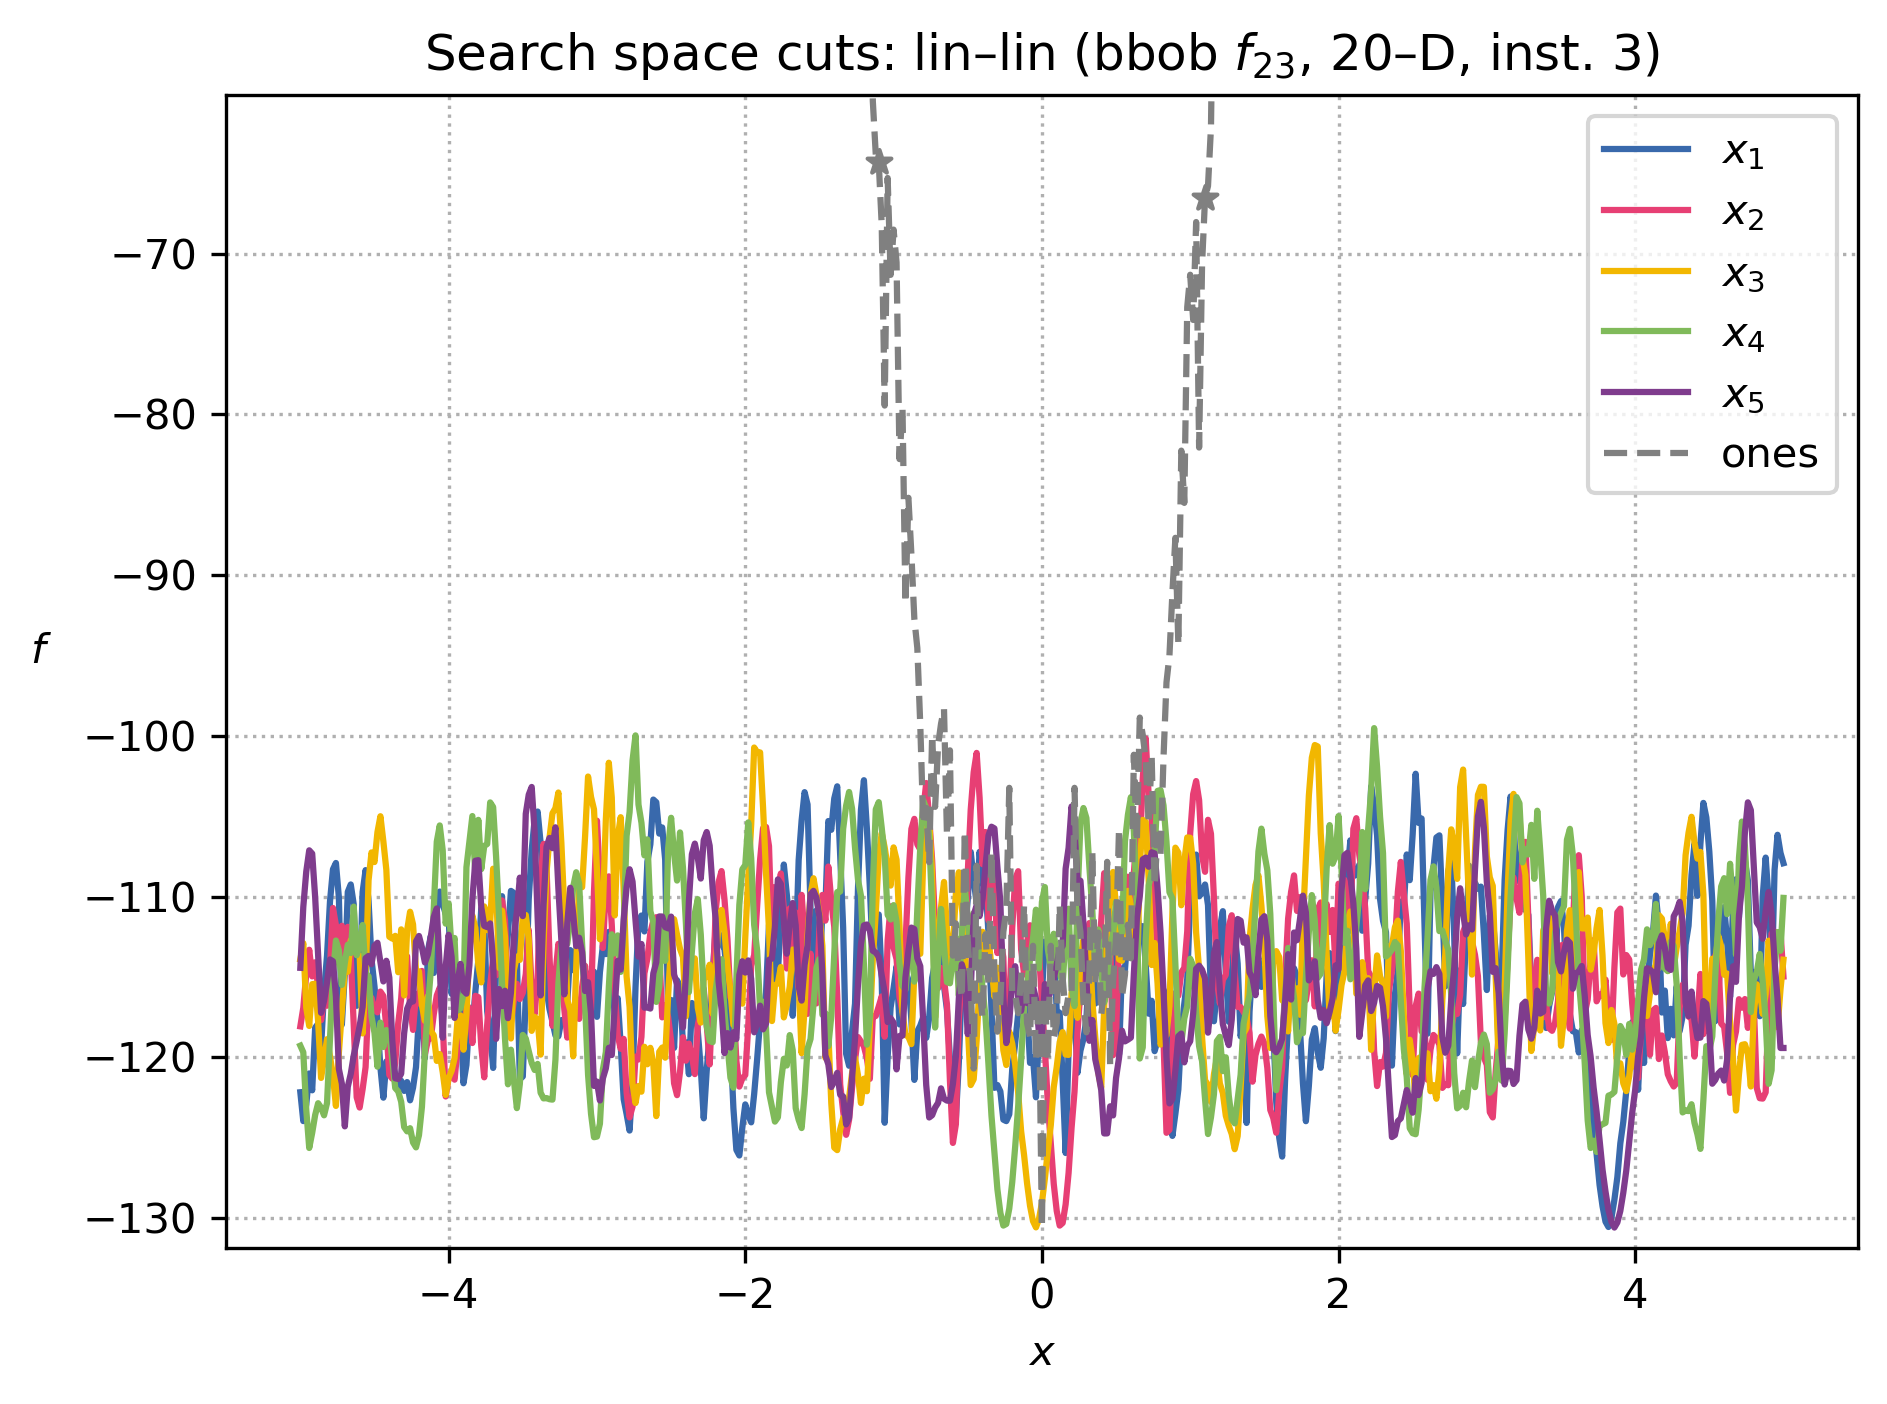 Search space cuts: lin–lin (bbob f₂₃, 20–D, inst. 3)
x₁
x₂
x₃
x₄
x₅
ones
−70
−80
−90
−100
−110
−120
−130
f
−4
−2
0
2
4
x